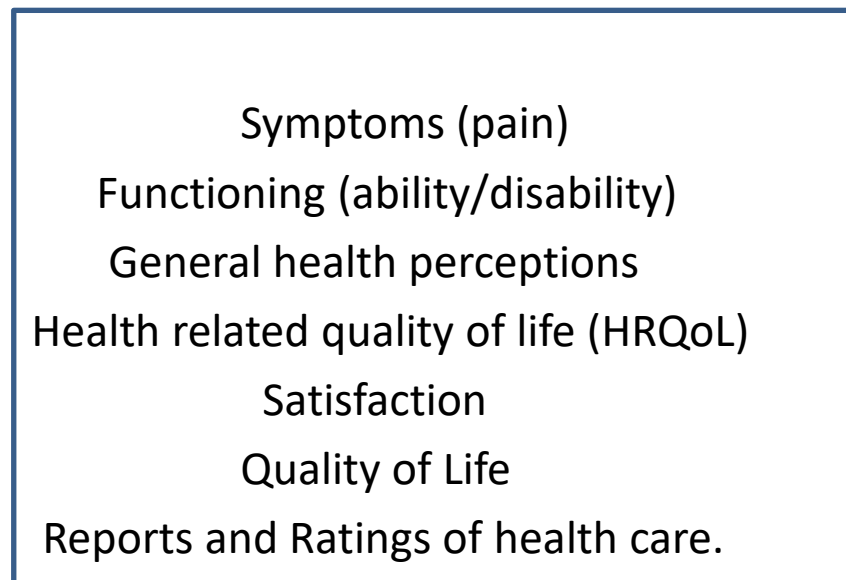 Symptoms (pain)
Functioning (ability/disability)
General health perceptions
Health related quality of life (HRQoL)
Satisfaction
Quality of Life
Reports and Ratings of health care.